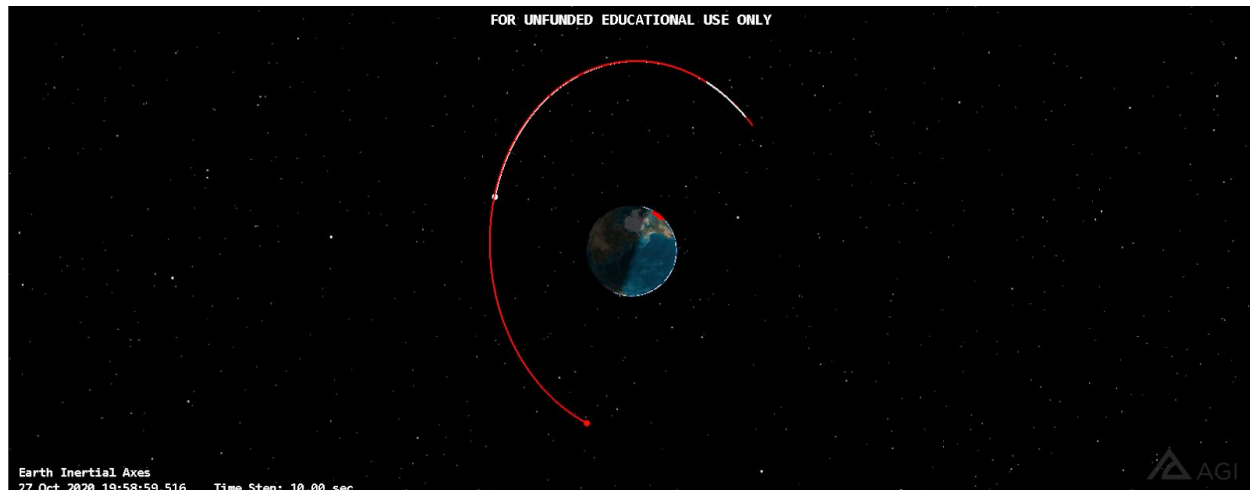 FOR UNFUNDED EDUCATIONAL USE ONLY
Earth Inertial Axes
27 Oct 2020 19:58:59.516 Time Step: 10.00 sec
AGI